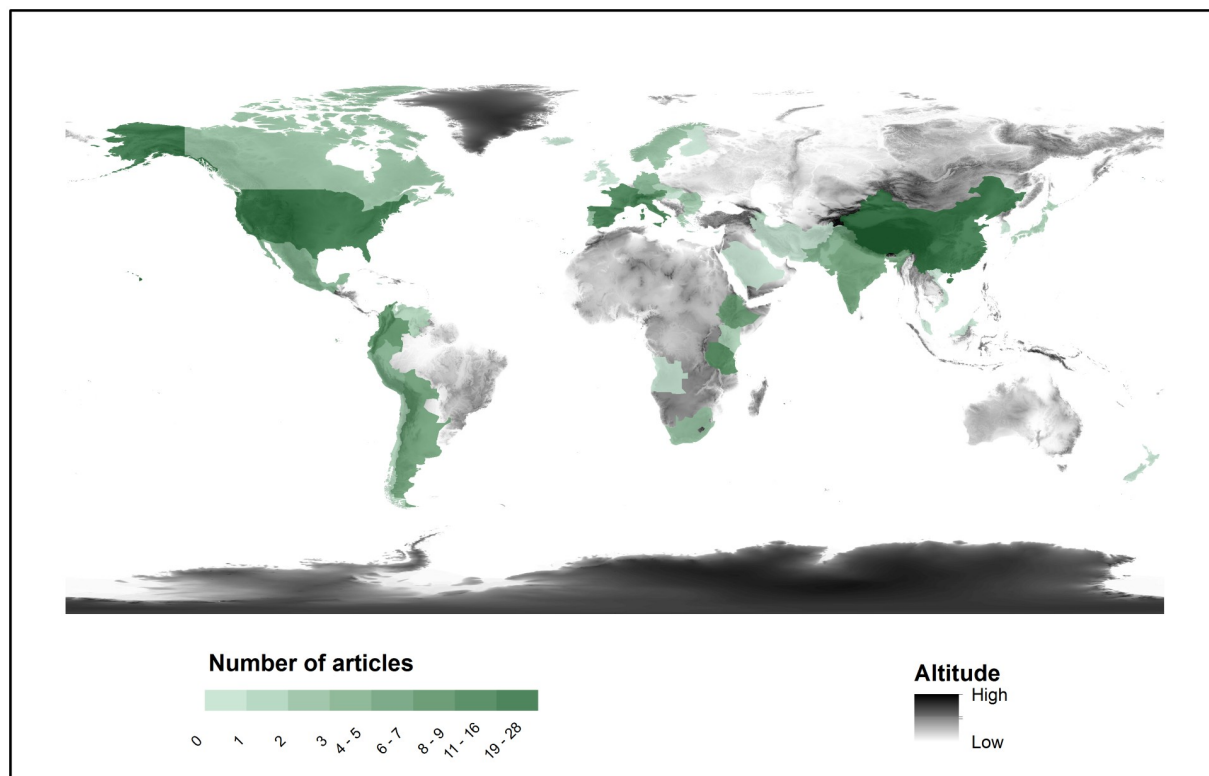 Number of articles
0 1 2 3 4 - 5 6 - 7 8 - 9 11 - 16 19 - 28
Altitude
High
Low